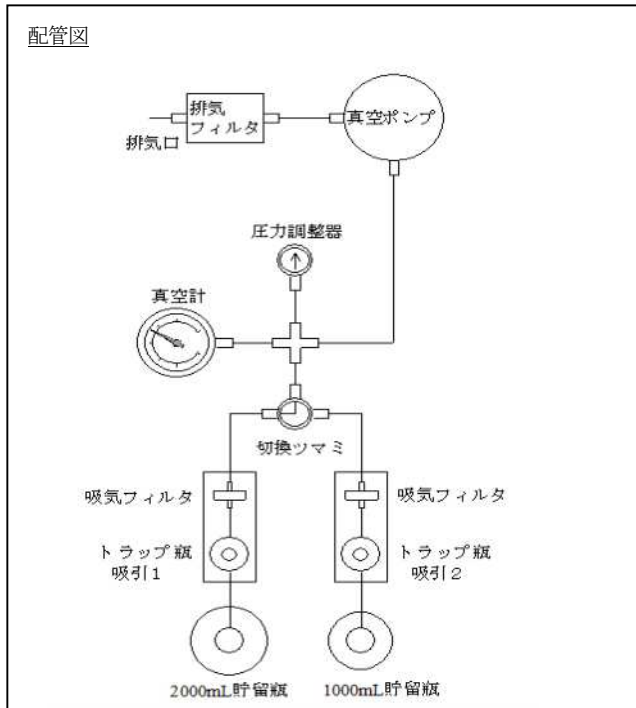 配管図
排気
フィルタ
真空ポンプ
排気口
圧力調整器
真空計
切換ツマミ
吸気フィルタ
吸気フィルタ
トラップ瓶
吸引1
トラップ瓶
吸引2
2000mL貯留瓶
1000mL貯留瓶